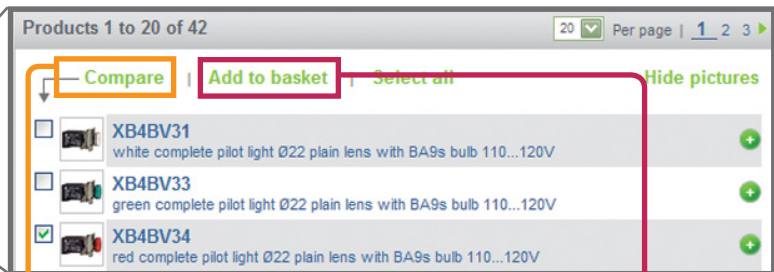 Products 1 to 20 of 42 20 Per page | 1 2 3
Compare | Add to basket | Select all Hide pictures
XB4BV31
white complete pilot light Ø22 plain lens with BA9s bulb 110...120V
XB4BV33
green complete pilot light Ø22 plain lens with BA9s bulb 110...120V
XB4BV34
red complete pilot light Ø22 plain lens with BA9s bulb 110...120V